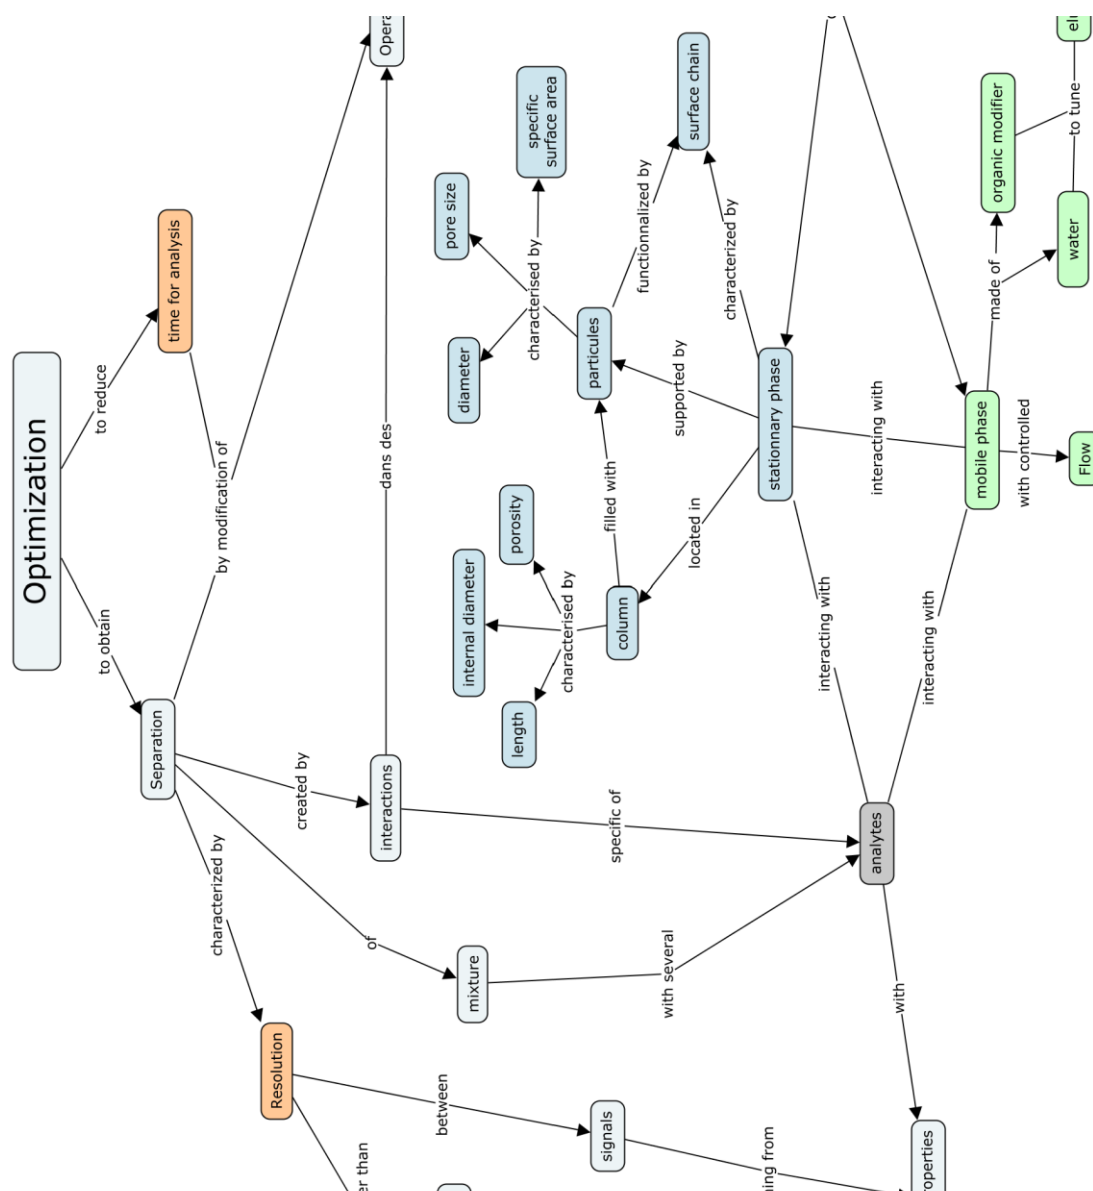 Optimization
to reduce
to obtain
time for analysis
Separation
by modification of
dans des
created by
characterized by
of
interactions
mixture
Resolution
specific of
with several
between
signals
analytes
with
pore size
specific
surface area
diameter
characterised by
particules
functionnalized by
surface chain
characterized by
supported by
filled with
located in
stationnary phase
porosity
internal diameter
length
characterised by
column
interacting with
interacting with
interacting with
mobile phase
made of
organic modifier
water
to tune
with controlled
Flow